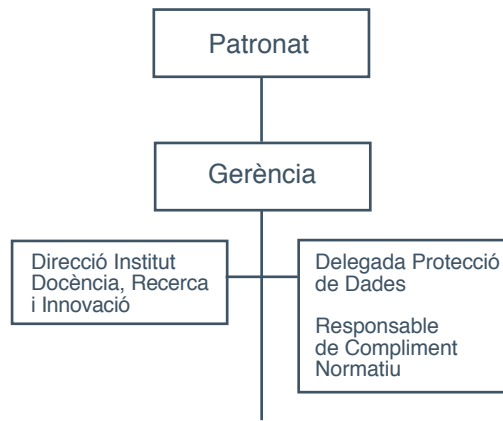 Patronat
Gerència
Direcció Institut
Docència, Recerca
i Innovació
Delegada Protecció
de Dades
Responsable
de Compliment
Normatiu